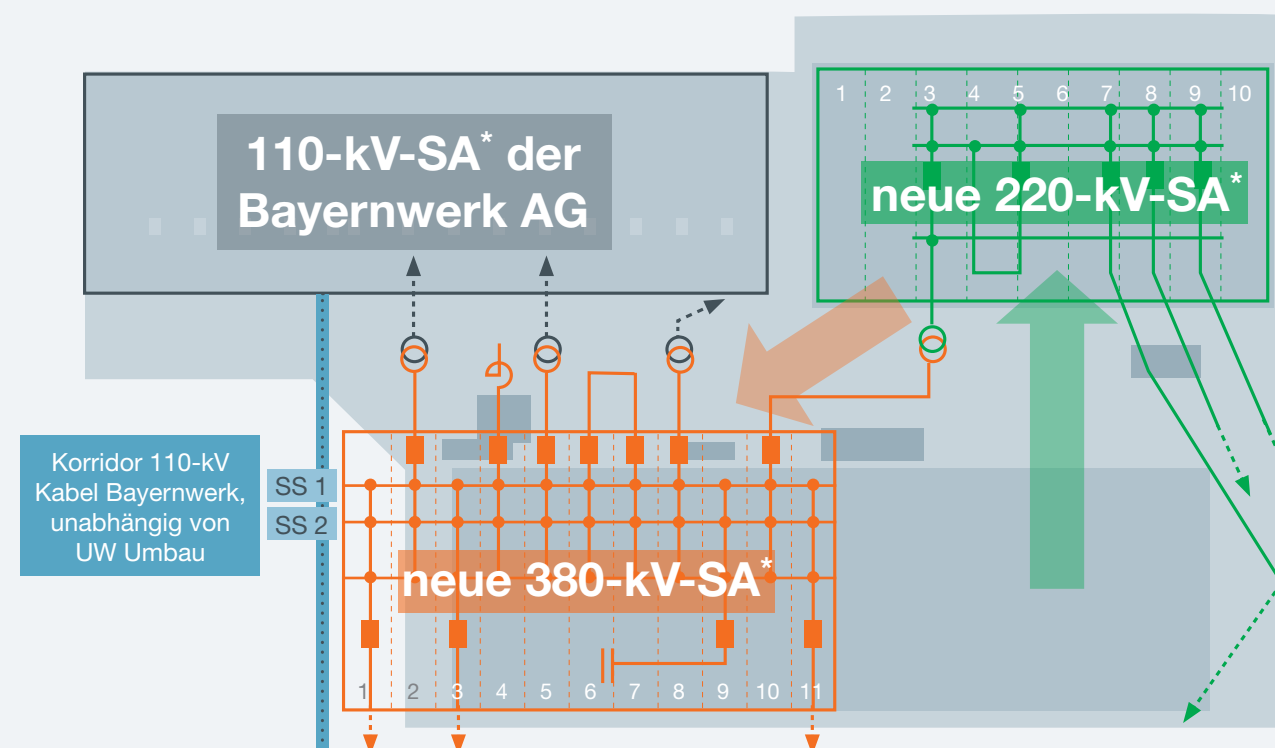 110-kV-SA* der
Bayernwerk AG
1 2 3 4 5 6 7 8 9 10
neue 220-kV-SA*
Korridor 110-kV
Kabel Bayernwerk,
unabhängig von
UW Umbau
SS 1
SS 2
neue 380-kV-SA*
1 2 3 4 5 6 7 8 9 10 11